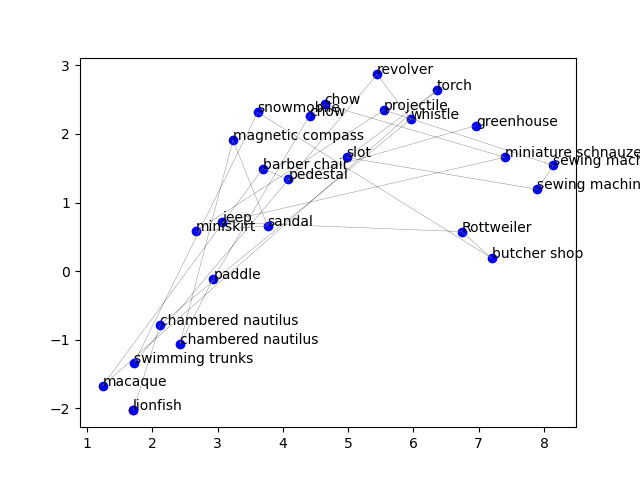 3
revolver
torch
chow
snowmobile
chow
projectile
whistle
greenhouse
2
magnetic compass
slot
miniature schnauze
sewing mach
barber chair
pedestal
sewing machin
1
jeep
sandal
miniskirt
Rottweiler
butcher shop
0
paddle
chambered nautilus
−1
chambered nautilus
swimming trunks
macaque
lionfish
−2
1 2 3 4 5 6 7 8